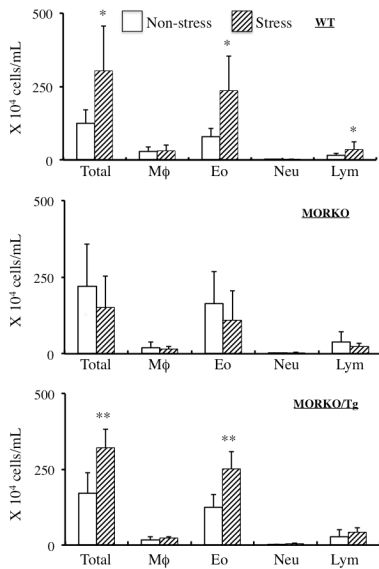 500
Non-stress Stress
WT
* * *
250
X 10⁴ cells/mL
0
Total Mϕ Eo Neu Lym
500
MORKO
250
X 10⁴ cells/mL
0
Total Mϕ Eo Neu Lym
500
MORKO/Tg
** **
250
X 10⁴ cells/mL
0
Total Mϕ Eo Neu Lym